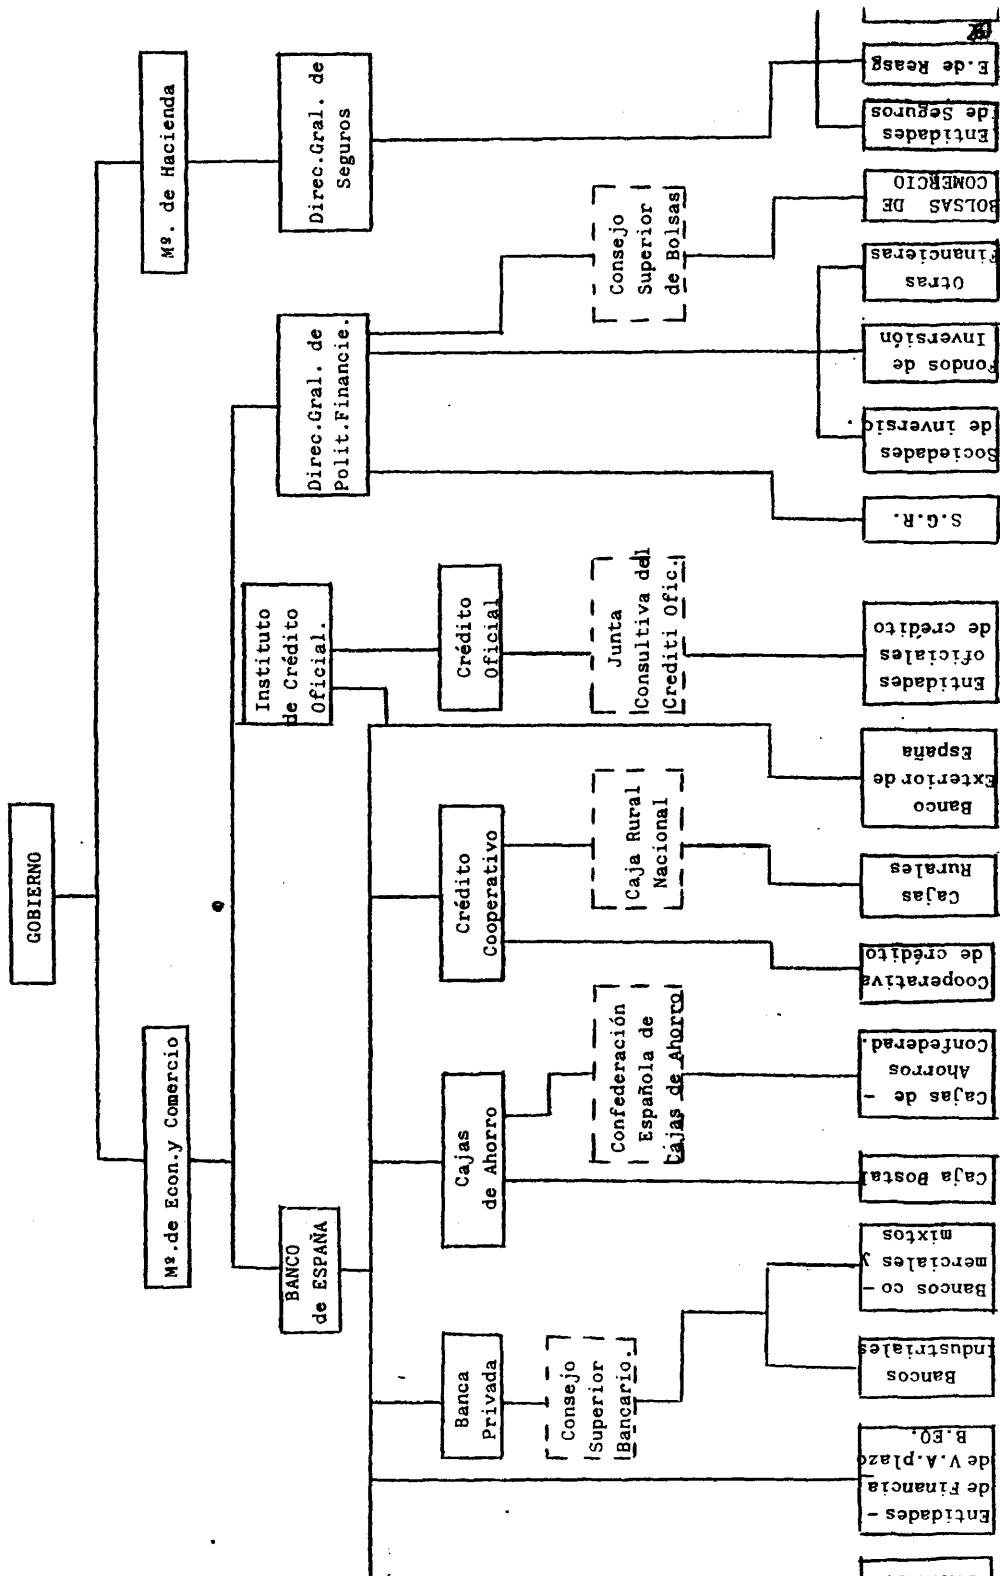 GOBIERNO
Mº.de Econ.y Comercio
Mº. de Hacienda
BANCO
de ESPAÑA
Instituto
de Crédito
Oficial.
Direc.Gral. de
Polit.Financie.
Direc.Gral. de
Seguros
Banca
Privada
Cajas
de Ahorro
Crédito
Cooperativo
Crédito
Oficial
Consejo
Superior
Bancario.
Confederación
Española de
Cajas de Ahorro
Caja Rural
Nacional
Junta
Consultiva del
Crediti Ofic.
Consejo
Superior
de Bolsas
Entidades -
de Financia
de V.A.plazo
B.EQ.
Bancos
Industriales
Bancos co-
merciales y
mixtos
Caja Postal
Cajas de -
Ahorros
Confederad.
Cooperativa
de crédito
Cajas
Rurales
Banco
Exterior de
España
Entidades
oficiales
de crédito
S.G.R.
Sociedades
de inversic.
Fondos de
Inversión
Otras
Financieras
BOLSAS DE
COMERCIO
Entidades
de Seguros
E.de Reasg